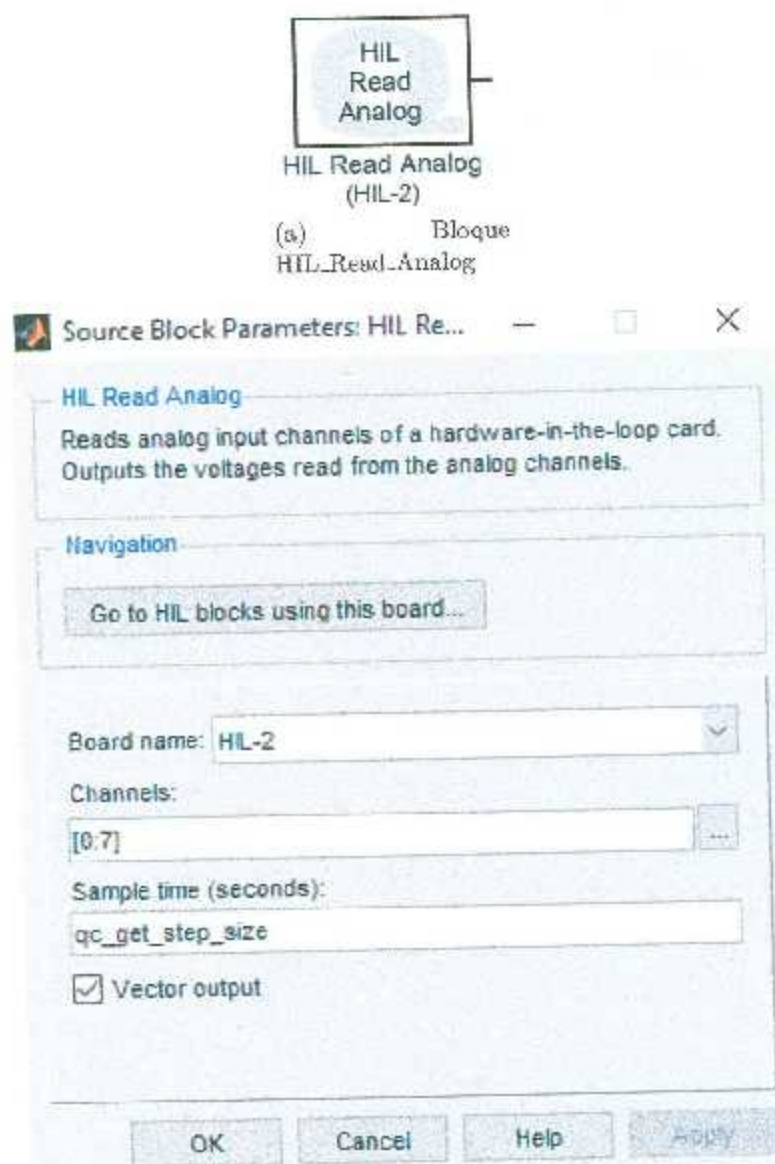 HIL
Read
Analog
HIL Read Analog
(HIL-2)
(a) Bloque
HIL_Read_Analog
Source Block Parameters: HIL Re...
HIL Read Analog
Reads analog input channels of a hardware-in-the-loop card.
Outputs the voltages read from the analog channels.
Navigation
Go to HIL blocks using this board...
Board name: HIL-2
Channels:
[0:7]
...
Sample time (seconds):
qc_get_step_size
Vector output
OK Cancel Help Apply